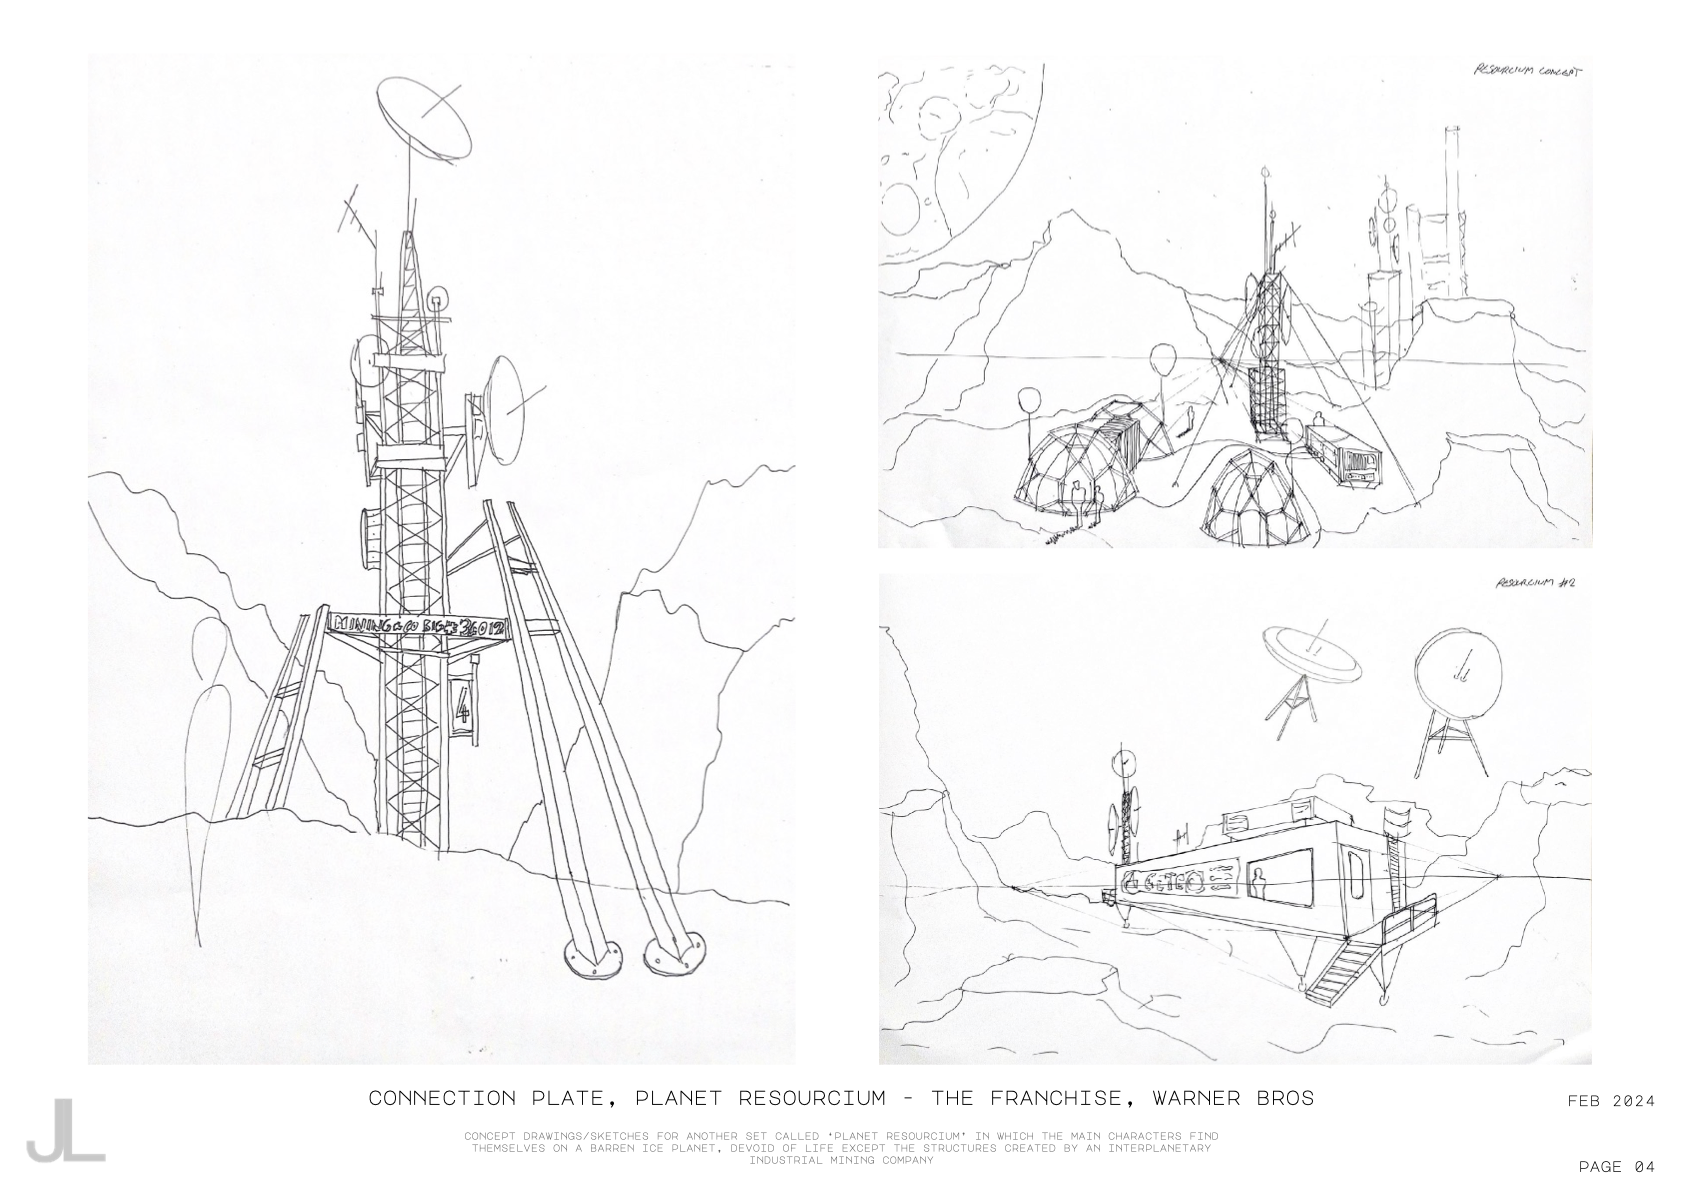 RESOURCIUM CONCEPT
MINING CO
4
RESOURCIUM #2
CONNECTION PLATE, PLANET RESOURCIUM - THE FRANCHISE, WARNER BROS
FEB 2024
JL
CONCEPT DRAWINGS/SKETCHES FOR ANOTHER SET CALLED 'PLANET RESOURCIUM' IN WHICH THE MAIN CHARACTERS FIND
THEMSELVES ON A BARREN ICE PLANET, DEVOID OF LIFE EXCEPT THE STRUCTURES CREATED BY AN INTERPLANETARY
INDUSTRIAL MINING COMPANY
PAGE 04